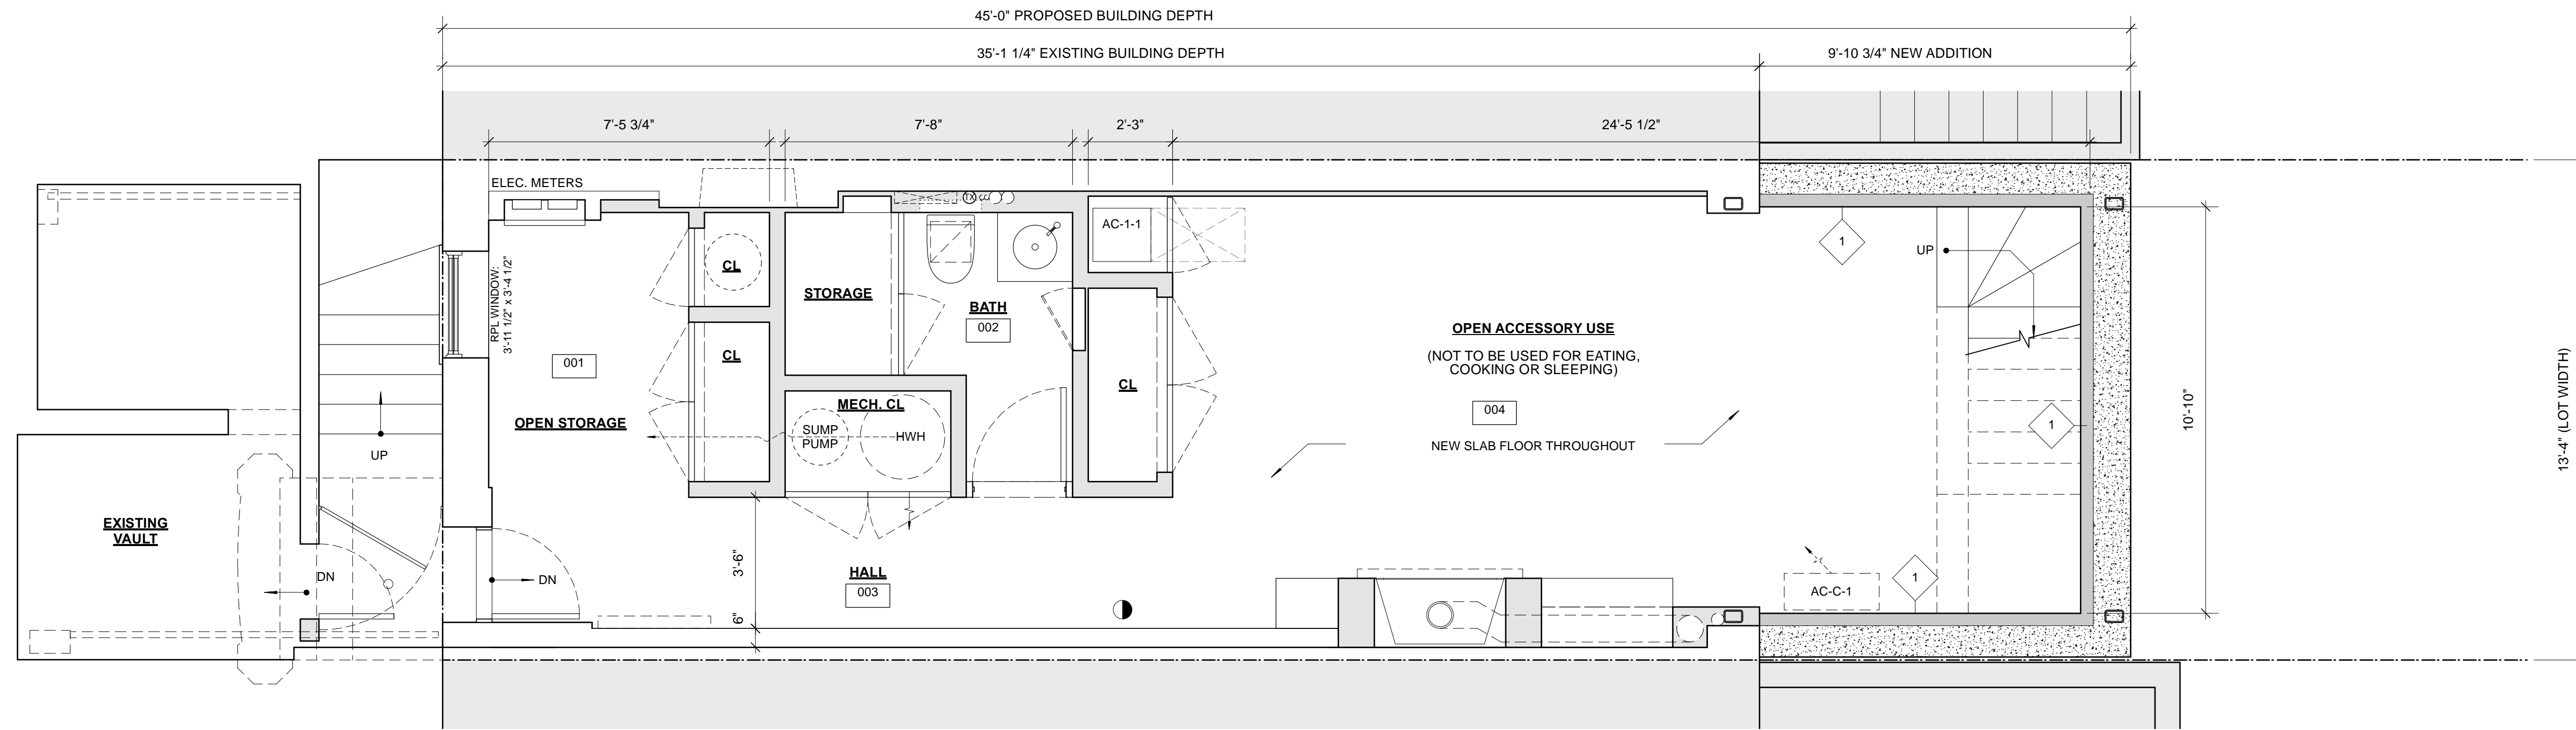 45'-0" PROPOSED BUILDING DEPTH
35'-1 1/4" EXISTING BUILDING DEPTH
9'-10 3/4" NEW ADDITION
7'-5 3/4"
7'-8"
2'-3"
24'-5 1/2"
ELEC. METERS
RPL WINDOW:
3'-11 1/2" x 3'-4 1/2"
TX
AC-1-1
CL
STORAGE
BATH
002
CL
001
OPEN STORAGE
MECH. CL
SUMP
PUMP
HWH
CL
UP
UP
1
OPEN ACCESSORY USE
(NOT TO BE USED FOR EATING,
COOKING OR SLEEPING)
004
NEW SLAB FLOOR THROUGHOUT
1
10'-10"
13'-4" (LOT WIDTH)
EXISTING
VAULT
DN
DN
3'-6"
6"
HALL
003
AC-C-1
1